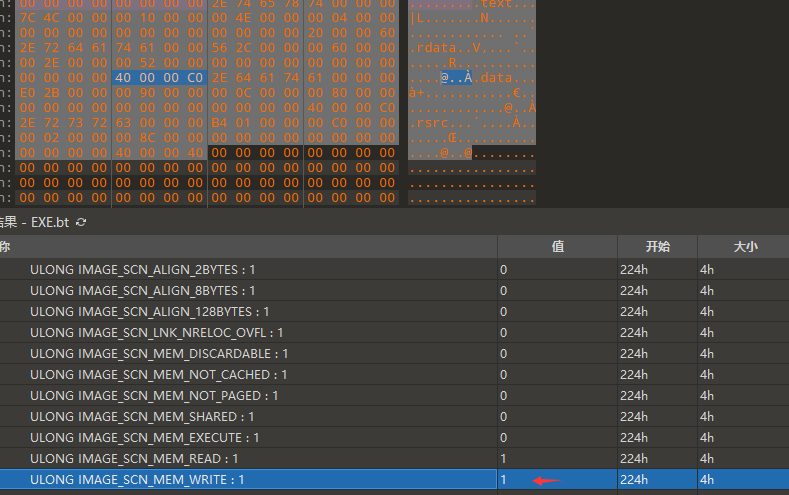 h: 00 00 00 00 00 00 00 00 2E 74 65 78 74 00 00 00 .........text...
h: 7C 4C 00 00 00 10 00 00 00 4E 00 00 00 04 00 00 |L.......N.......
h: 00 00 00 00 00 00 00 00 00 00 00 00 20 00 00 60 ............ ..`
h: 2E 72 64 61 74 61 00 00 56 2C 00 00 00 60 00 00 .rdata..V,...`..
h: 00 2E 00 00 00 52 00 00 00 00 00 00 00 00 00 00 .....R..........
h: 00 00 00 00 40 00 00 C0 2E 64 61 74 61 00 00 00 ....@..À.data...
h: E0 2B 00 00 00 90 00 00 00 0C 00 00 00 80 00 00 à+...........€..
h: 00 00 00 00 00 00 00 00 00 00 00 00 40 00 00 C0 ............@..À
h: 2E 72 73 72 63 00 00 00 B4 01 00 00 00 C0 00 00 .rsrc...´....À..
h: 00 02 00 00 00 8C 00 00 00 00 00 00 00 00 00 00 .....Œ..........
h: 00 00 00 00 40 00 00 40 00 00 00 00 00 00 00 00 ....@..@........
h: 00 00 00 00 00 00 00 00 00 00 00 00 00 00 00 00 ................
h: 00 00 00 00 00 00 00 00 00 00 00 00 00 00 00 00 ................
h: 00 00 00 00 00 00 00 00 00 00 00 00 00 00 00 00 ................
结果 - EXE.bt
称 值 开始 大小
ULONG IMAGE_SCN_ALIGN_2BYTES : 1 0 224h 4h
ULONG IMAGE_SCN_ALIGN_8BYTES : 1 0 224h 4h
ULONG IMAGE_SCN_ALIGN_128BYTES : 1 0 224h 4h
ULONG IMAGE_SCN_LNK_NRELOC_OVFL : 1 0 224h 4h
ULONG IMAGE_SCN_MEM_DISCARDABLE : 1 0 224h 4h
ULONG IMAGE_SCN_MEM_NOT_CACHED : 1 0 224h 4h
ULONG IMAGE_SCN_MEM_NOT_PAGED : 1 0 224h 4h
ULONG IMAGE_SCN_MEM_SHARED : 1 0 224h 4h
ULONG IMAGE_SCN_MEM_EXECUTE : 1 0 224h 4h
ULONG IMAGE_SCN_MEM_READ : 1 1 224h 4h
ULONG IMAGE_SCN_MEM_WRITE : 1 1 224h 4h